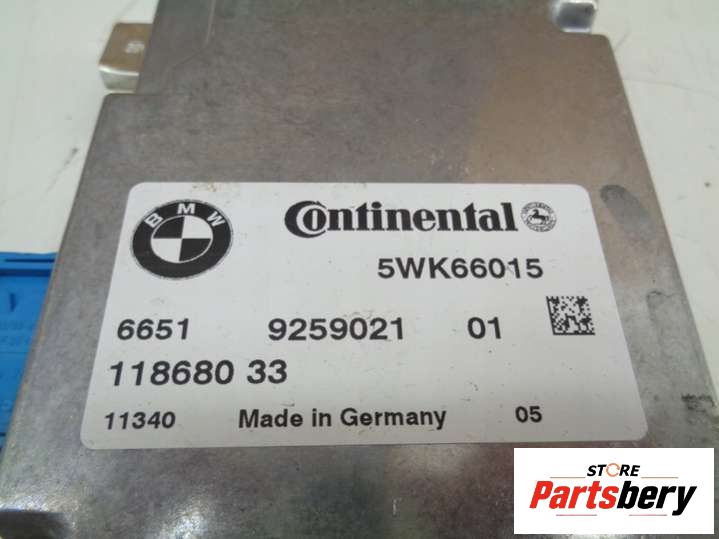 BMW
Continental
5WK66015
6651 9259021 01
118680 33
11340 Made in Germany 05
STORE
Partsbery